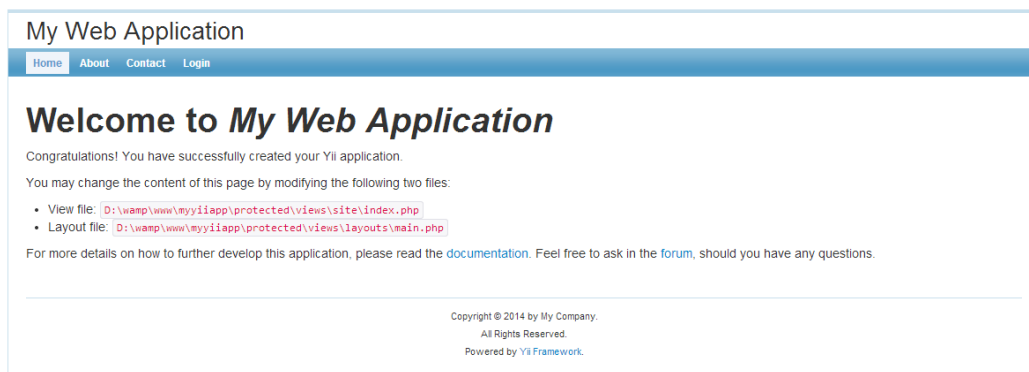 My Web Application
Home About Contact Login
Welcome to My Web Application
Congratulations! You have successfully created your Yii application.
You may change the content of this page by modifying the following two files:
• View file: D:\wamp\www\myyiiapp\protected\views\site\index.php
• Layout file: D:\wamp\www\myyiiapp\protected\views\layouts\main.php
For more details on how to further develop this application, please read the documentation. Feel free to ask in the forum, should you have any questions.
Copyright © 2014 by My Company.
All Rights Reserved.
Powered by Yii Framework.